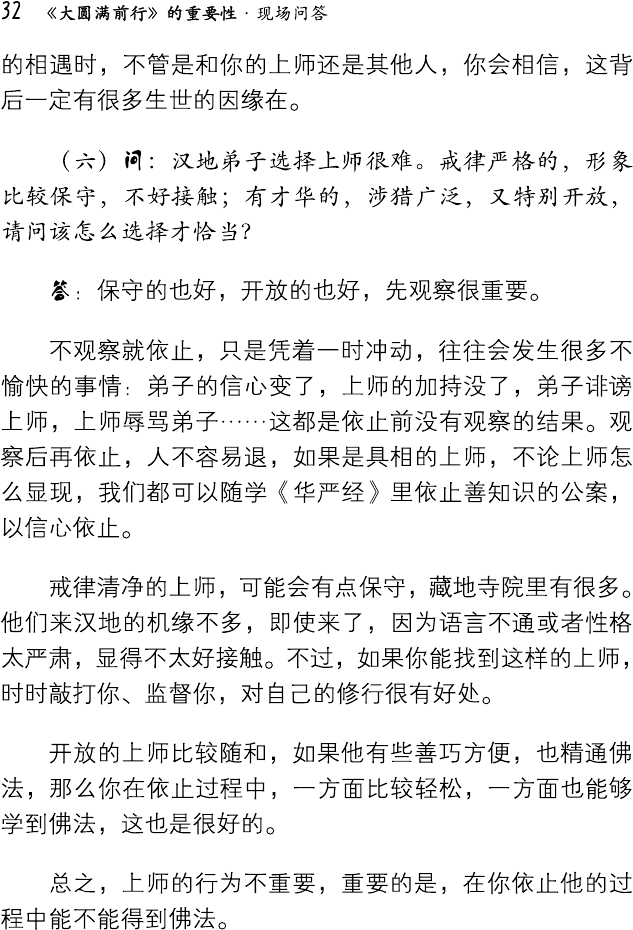 32 《大圆满前行》的重要性·现场问答
的相遇时，不管是和你的上师还是其他人，你会相信，这背
后一定有很多生世的因缘在。
（六）问：汉地弟子选择上师很难。戒律严格的，形象
比较保守，不好接触；有才华的，涉猎广泛，又特别开放，
请问该怎么选择才恰当？
答：保守的也好，开放的也好，先观察很重要。
不观察就依止，只是凭着一时冲动，往往会发生很多不
愉快的事情：弟子的信心变了，上师的加持没了，弟子诽谤
上师，上师辱骂弟子……这都是依止前没有观察的结果。观
察后再依止，人不容易退，如果是具相的上师，不论上师怎
么显现，我们都可以随学《华严经》里依止善知识的公案，
以信心依止。
戒律清净的上师，可能会有点保守，藏地寺院里有很多。
他们来汉地的机缘不多，即使来了，因为语言不通或者性格
太严肃，显得不太好接触。不过，如果你能找到这样的上师，
时时敲打你、监督你，对自己的修行很有好处。
开放的上师比较随和，如果他有些善巧方便，也精通佛
法，那么你在依止过程中，一方面比较轻松，一方面也能够
学到佛法，这也是很好的。
总之，上师的行为不重要，重要的是，在你依止他的过
程中能不能得到佛法。